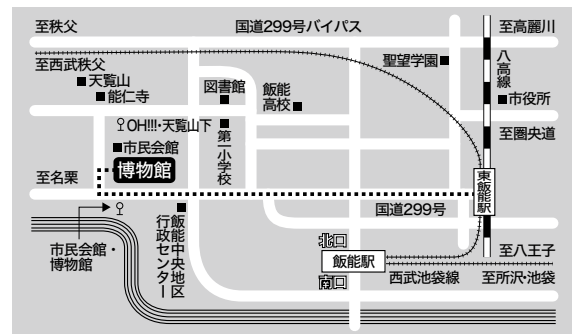 至秩父
国道299号バイパス
至高麗川
至西武秩父
聖望学園
八高線
天覧山
能仁寺
図書館
飯能
高校
市役所
OH!!!・天覧山下
第一小学校
至圏央道
市民会館
博物館
至名栗
東飯能駅
国道299号
市民会館・
博物館
飯能中央地区
行政センター
北口
飯能駅
南口
至八王子
西武池袋線
至所沢・池袋